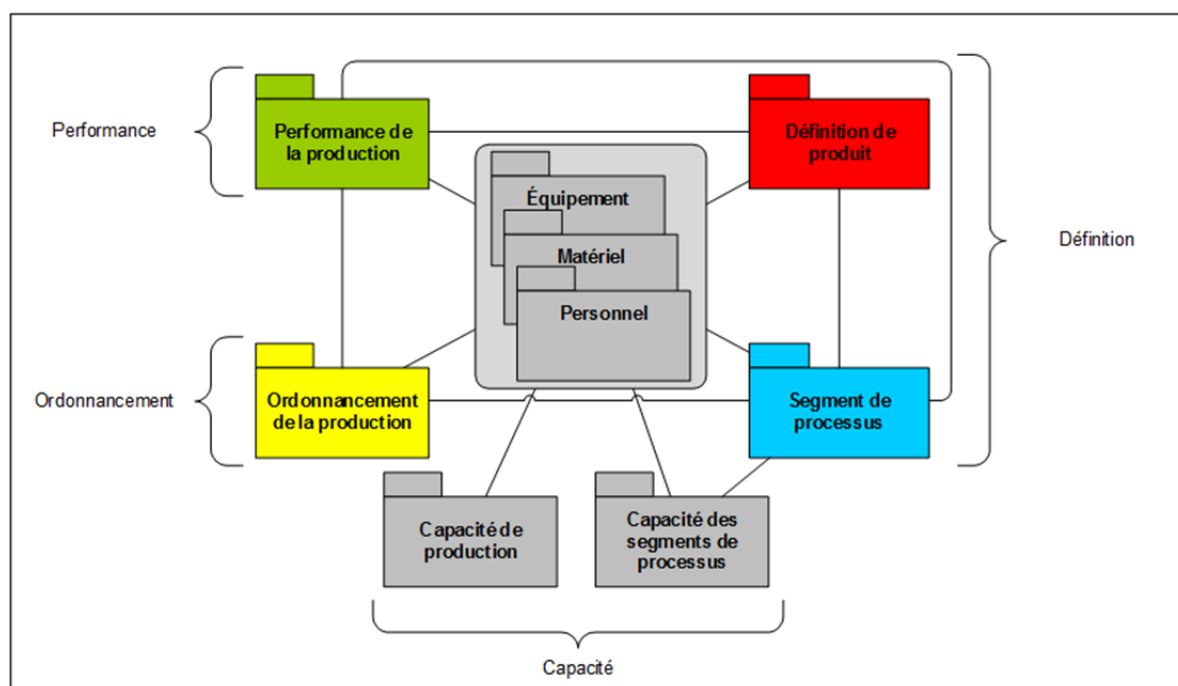 Performance
Performance de
la production
Définition de
produit
Équipement
Matériel
Personnel
Définition
Ordonnancement
Ordonnancement
de la production
Segment de
processus
Capacité de
production
Capacité des
segments de
processus
Capacité